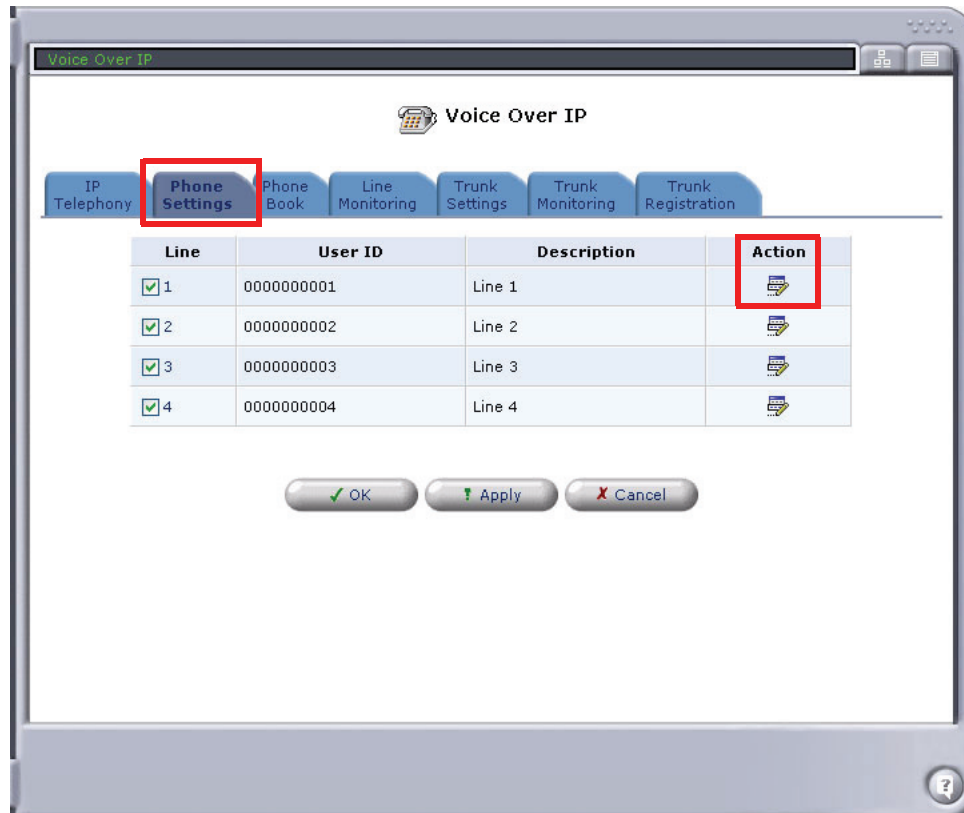 Voice Over IP
Voice Over IP
IP Telephony
Phone Settings
Phone Book
Line Monitoring
Trunk Settings
Trunk Monitoring
Trunk Registration
Line User ID Description Action
1 0000000001 Line 1
2 0000000002 Line 2
3 0000000003 Line 3
4 0000000004 Line 4
OK Apply Cancel
?